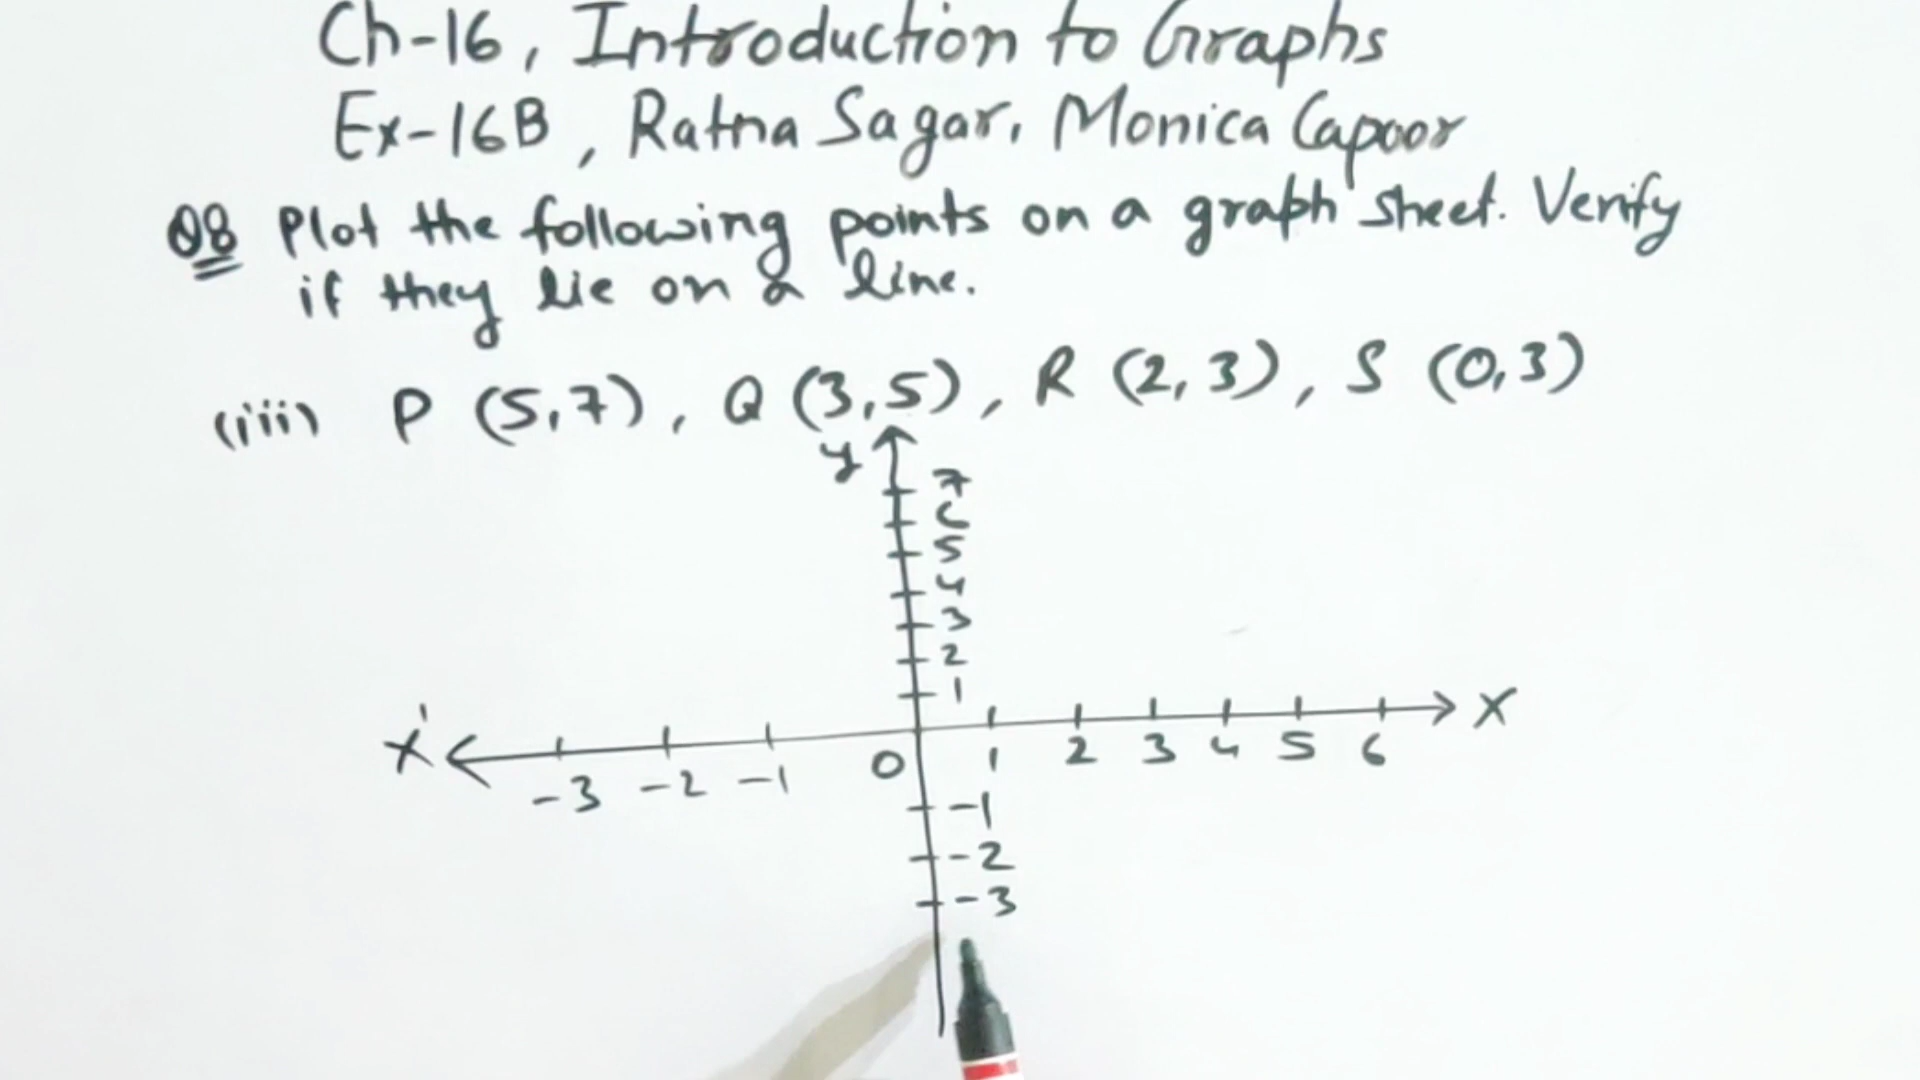 Ch-16, Introduction to Graphs
Ex-16B, Ratna Sagar, Monica Capoor
Q8 Plot the following points on a graph sheet. Verify
if they lie on a line.
(iii) P (5,7), Q (3,5), R (2,3), S (0,3)
y
7
6
5
4
3
2
1
X' -3 -2 -1 0 1 2 3 4 5 6 X
-1
-2
-3